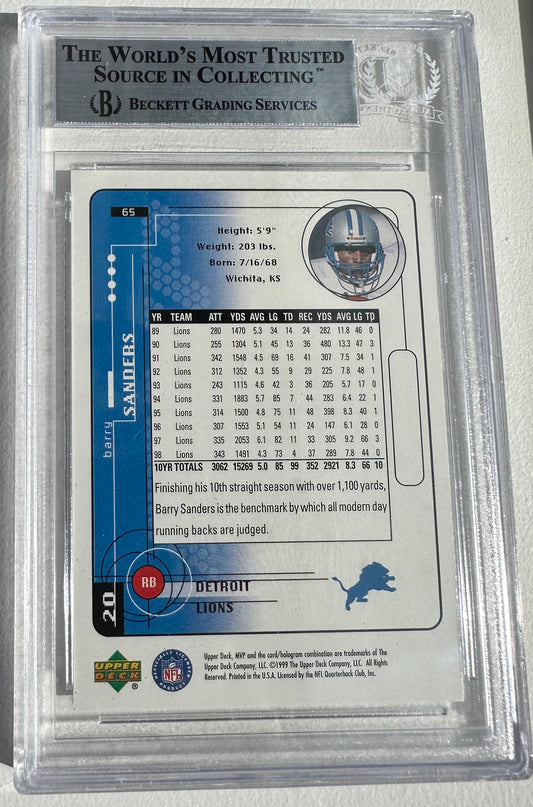 THE WORLD'S MOST TRUSTED
SOURCE IN COLLECTING™
B BECKETT GRADING SERVICES
65
Height: 5'9"
Weight: 203 lbs.
Born: 7/16/68
Wichita, KS
barry
SANDERS
YR TEAM ATT YDS AVG LG TD REC YDS AVG LG TD
89 Lions 280 1470 5.3 34 14 24 282 11.8 46 0
90 Lions 255 1304 5.1 45 13 36 480 13.3 47 3
91 Lions 342 1548 4.5 69 16 41 307 7.5 34 1
92 Lions 312 1352 4.3 55 9 29 225 7.8 48 1
93 Lions 243 1115 4.6 42 3 36 205 5.7 17 0
94 Lions 331 1883 5.7 85 7 44 283 6.4 22 1
95 Lions 314 1500 4.8 75 11 48 398 8.3 40 1
96 Lions 307 1553 5.1 54 11 24 147 6.1 28 0
97 Lions 335 2053 6.1 82 11 33 305 9.2 66 3
98 Lions 343 1491 4.3 73 4 37 289 7.8 44 0
10YR TOTALS 3062 15269 5.0 85 99 352 2921 8.3 66 10
Finishing his 10th straight season with over 1,100 yards,
Barry Sanders is the benchmark by which all modern day
running backs are judged.
20
RB
DETROIT
LIONS
UPPER
DECK®
NFL
Upper Deck, MVP and the card/hologram combination are trademarks of The
Upper Deck Company, LLC. ©1999 The Upper Deck Company, LLC. All Rights
Reserved. Printed in the U.S.A. Licensed by the NFL Quarterback Club, Inc.